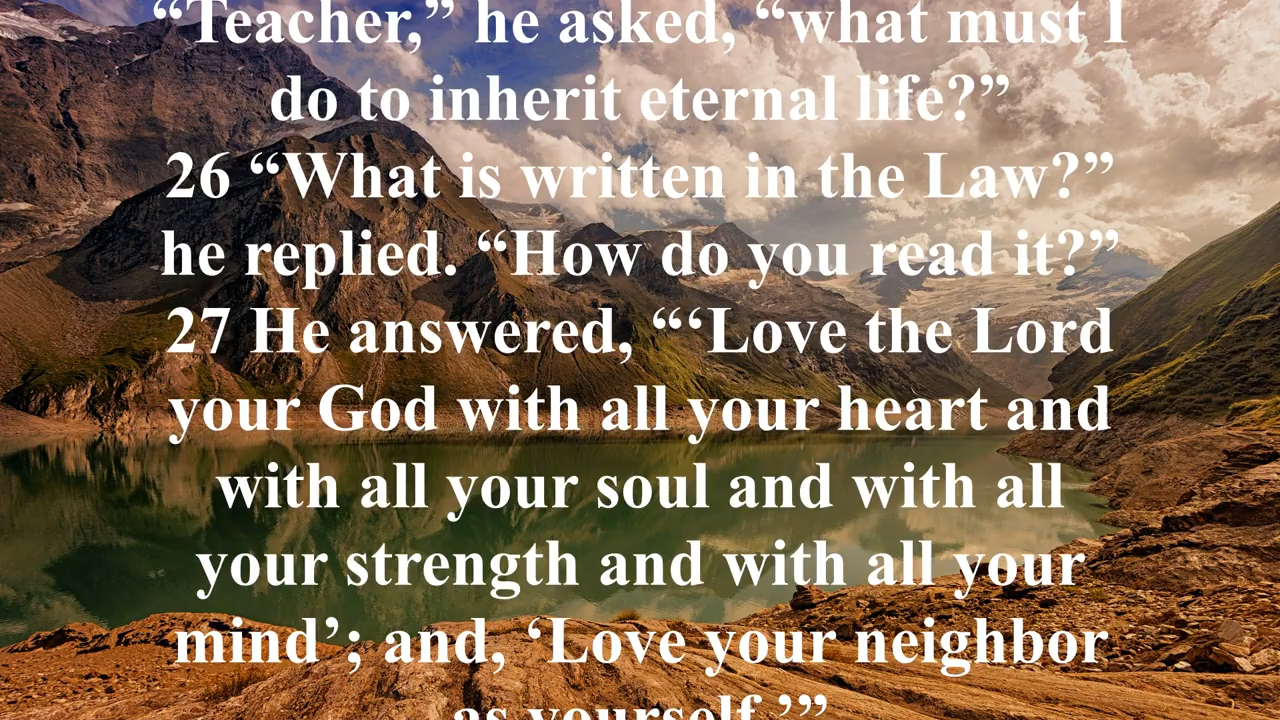 “Teacher,” he asked, “what must I
do to inherit eternal life?”
26 “What is written in the Law?”
he replied. “How do you read it?”
27 He answered, “‘Love the Lord
your God with all your heart and
with all your soul and with all
your strength and with all your
mind’; and, ‘Love your neighbor
as yourself.’”